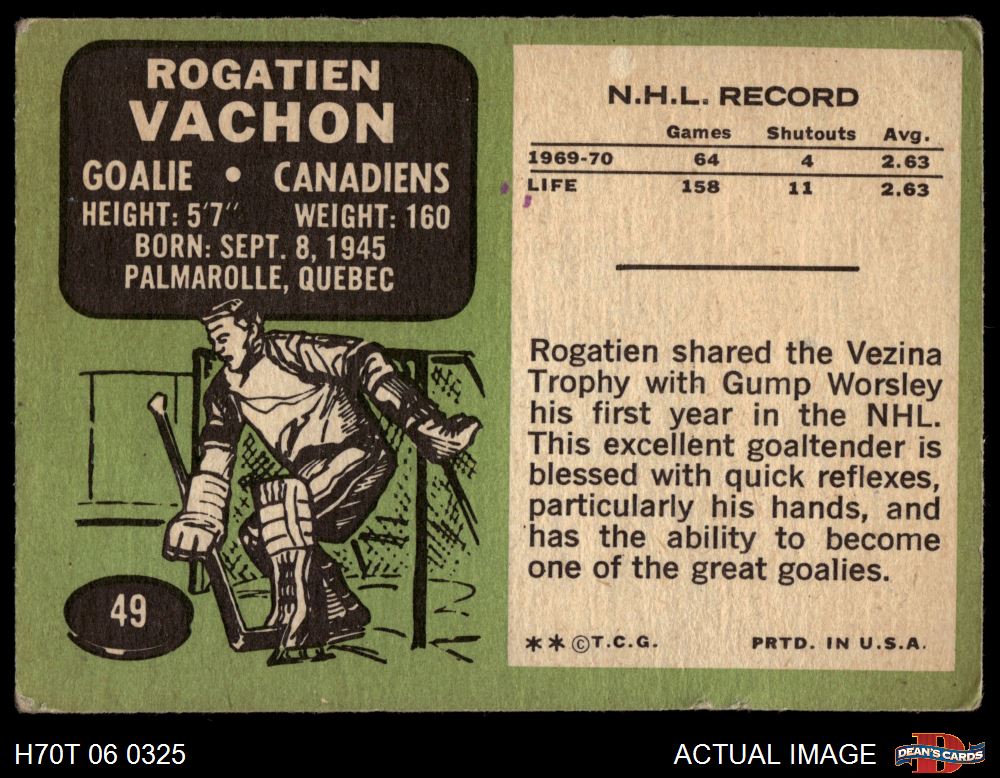 ROGATIEN
VACHON
GOALIE • CANADIENS
HEIGHT: 5'7" WEIGHT: 160
BORN: SEPT. 8, 1945
PALMAROLLE, QUEBEC
49
N.H.L. RECORD
Games Shutouts Avg.
1969-70 64 4 2.63
LIFE 158 11 2.63
Rogatien shared the Vezina
Trophy with Gump Worsley
his first year in the NHL.
This excellent goaltender is
blessed with quick reflexes,
particularly his hands, and
has the ability to become
one of the great goalies.
**©T.C.G. PRTD. IN U.S.A.
H70T 06 0325 ACTUAL IMAGE DEAN'S CARDS